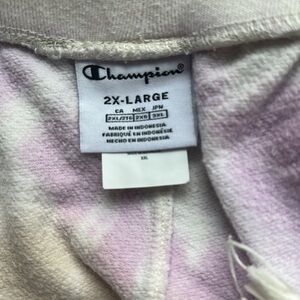 Champion®
2X-LARGE
CA MEX JPN
2XL/2TG 2XG 3XL
MADE IN INDONESIA
FABRIQUÉ EN INDONÉSIE
HECHO EN INDONESIA
XXL